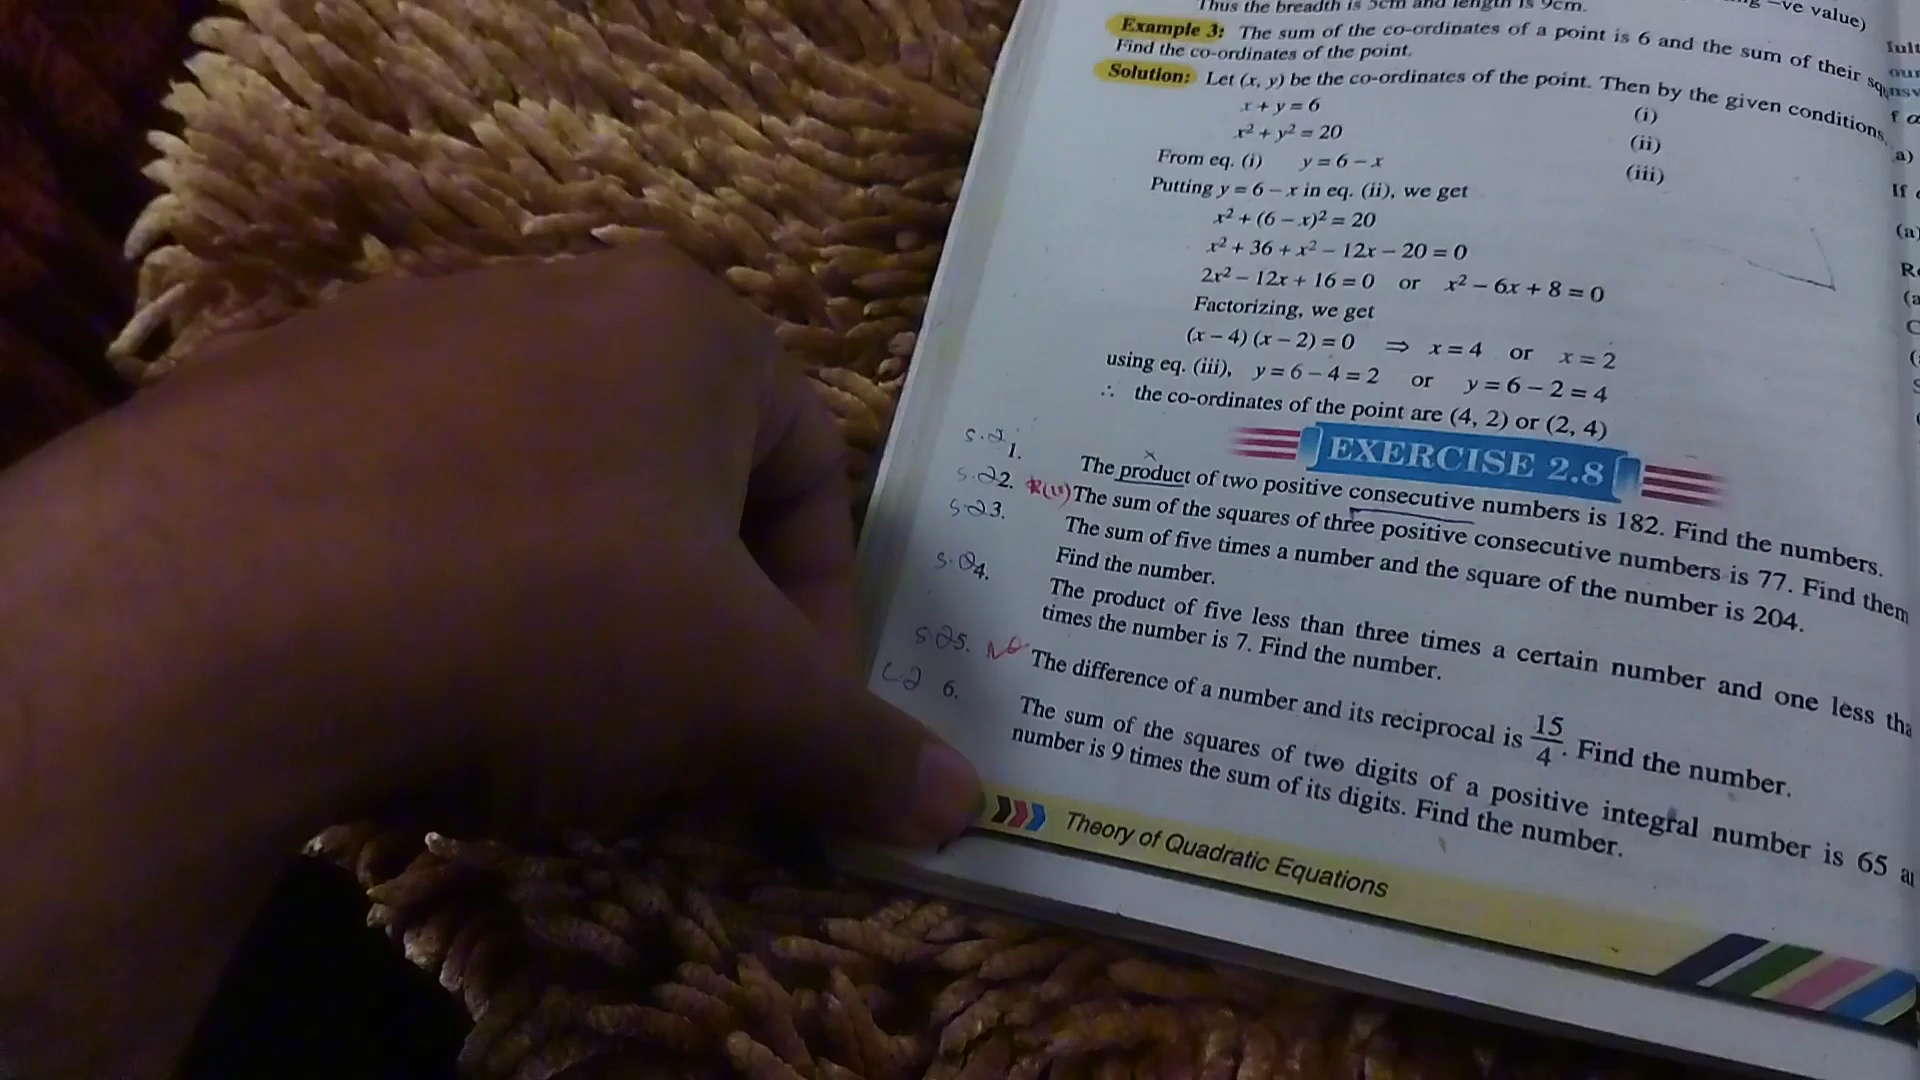 Thus the breadth is 5cm and length is 9cm.
-ve value)
Example 3: The sum of the co-ordinates of a point is 6 and the sum of their
Find the co-ordinates of the point.
Solution: Let (x, y) be the co-ordinates of the point. Then by the given conditions,
x + y = 6 (i)
x² + y² = 20 (ii)
From eq. (i) y = 6 – x (iii)
Putting y = 6 – x in eq. (ii), we get
x² + (6 – x)² = 20
x² + 36 + x² – 12x – 20 = 0
2x² – 12x + 16 = 0 or x² – 6x + 8 = 0
Factorizing, we get
(x – 4) (x – 2) = 0 ⇒ x = 4 or x = 2
using eq. (iii), y = 6 – 4 = 2 or y = 6 – 2 = 4
∴ the co-ordinates of the point are (4, 2) or (2, 4)
EXERCISE 2.8
1. The product of two positive consecutive numbers is 182. Find the numbers.
2. The sum of the squares of three positive consecutive numbers is 77. Find them
3. The sum of five times a number and the square of the number is 204.
Find the number.
4. The product of five less than three times a certain number and one less
times the number is 7. Find the number.
5. The difference of a number and its reciprocal is 15/4. Find the number.
6. The sum of the squares of two digits of a positive integral number is 65
number is 9 times the sum of its digits. Find the number.
Theory of Quadratic Equations